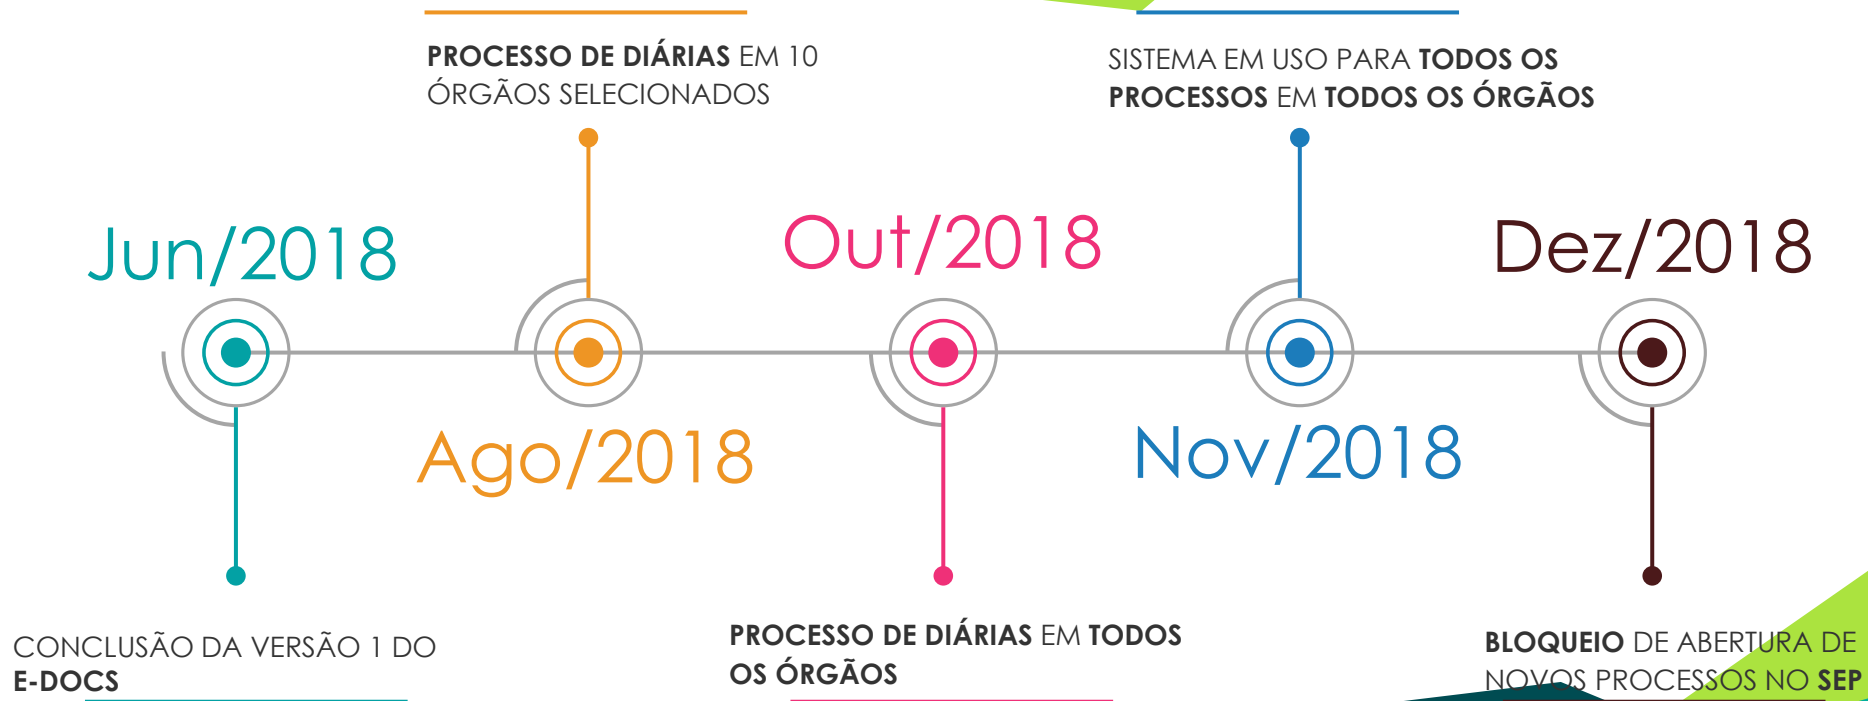 PROCESSO DE DIÁRIAS EM 10
ÓRGÃOS SELECIONADOS
SISTEMA EM USO PARA TODOS OS
PROCESSOS EM TODOS OS ÓRGÃOS
Jun/2018
Out/2018
Dez/2018
Ago/2018
Nov/2018
CONCLUSÃO DA VERSÃO 1 DO
E-DOCS
PROCESSO DE DIÁRIAS EM TODOS
OS ÓRGÃOS
BLOQUEIO DE ABERTURA DE
NOVOS PROCESSOS NO SEP